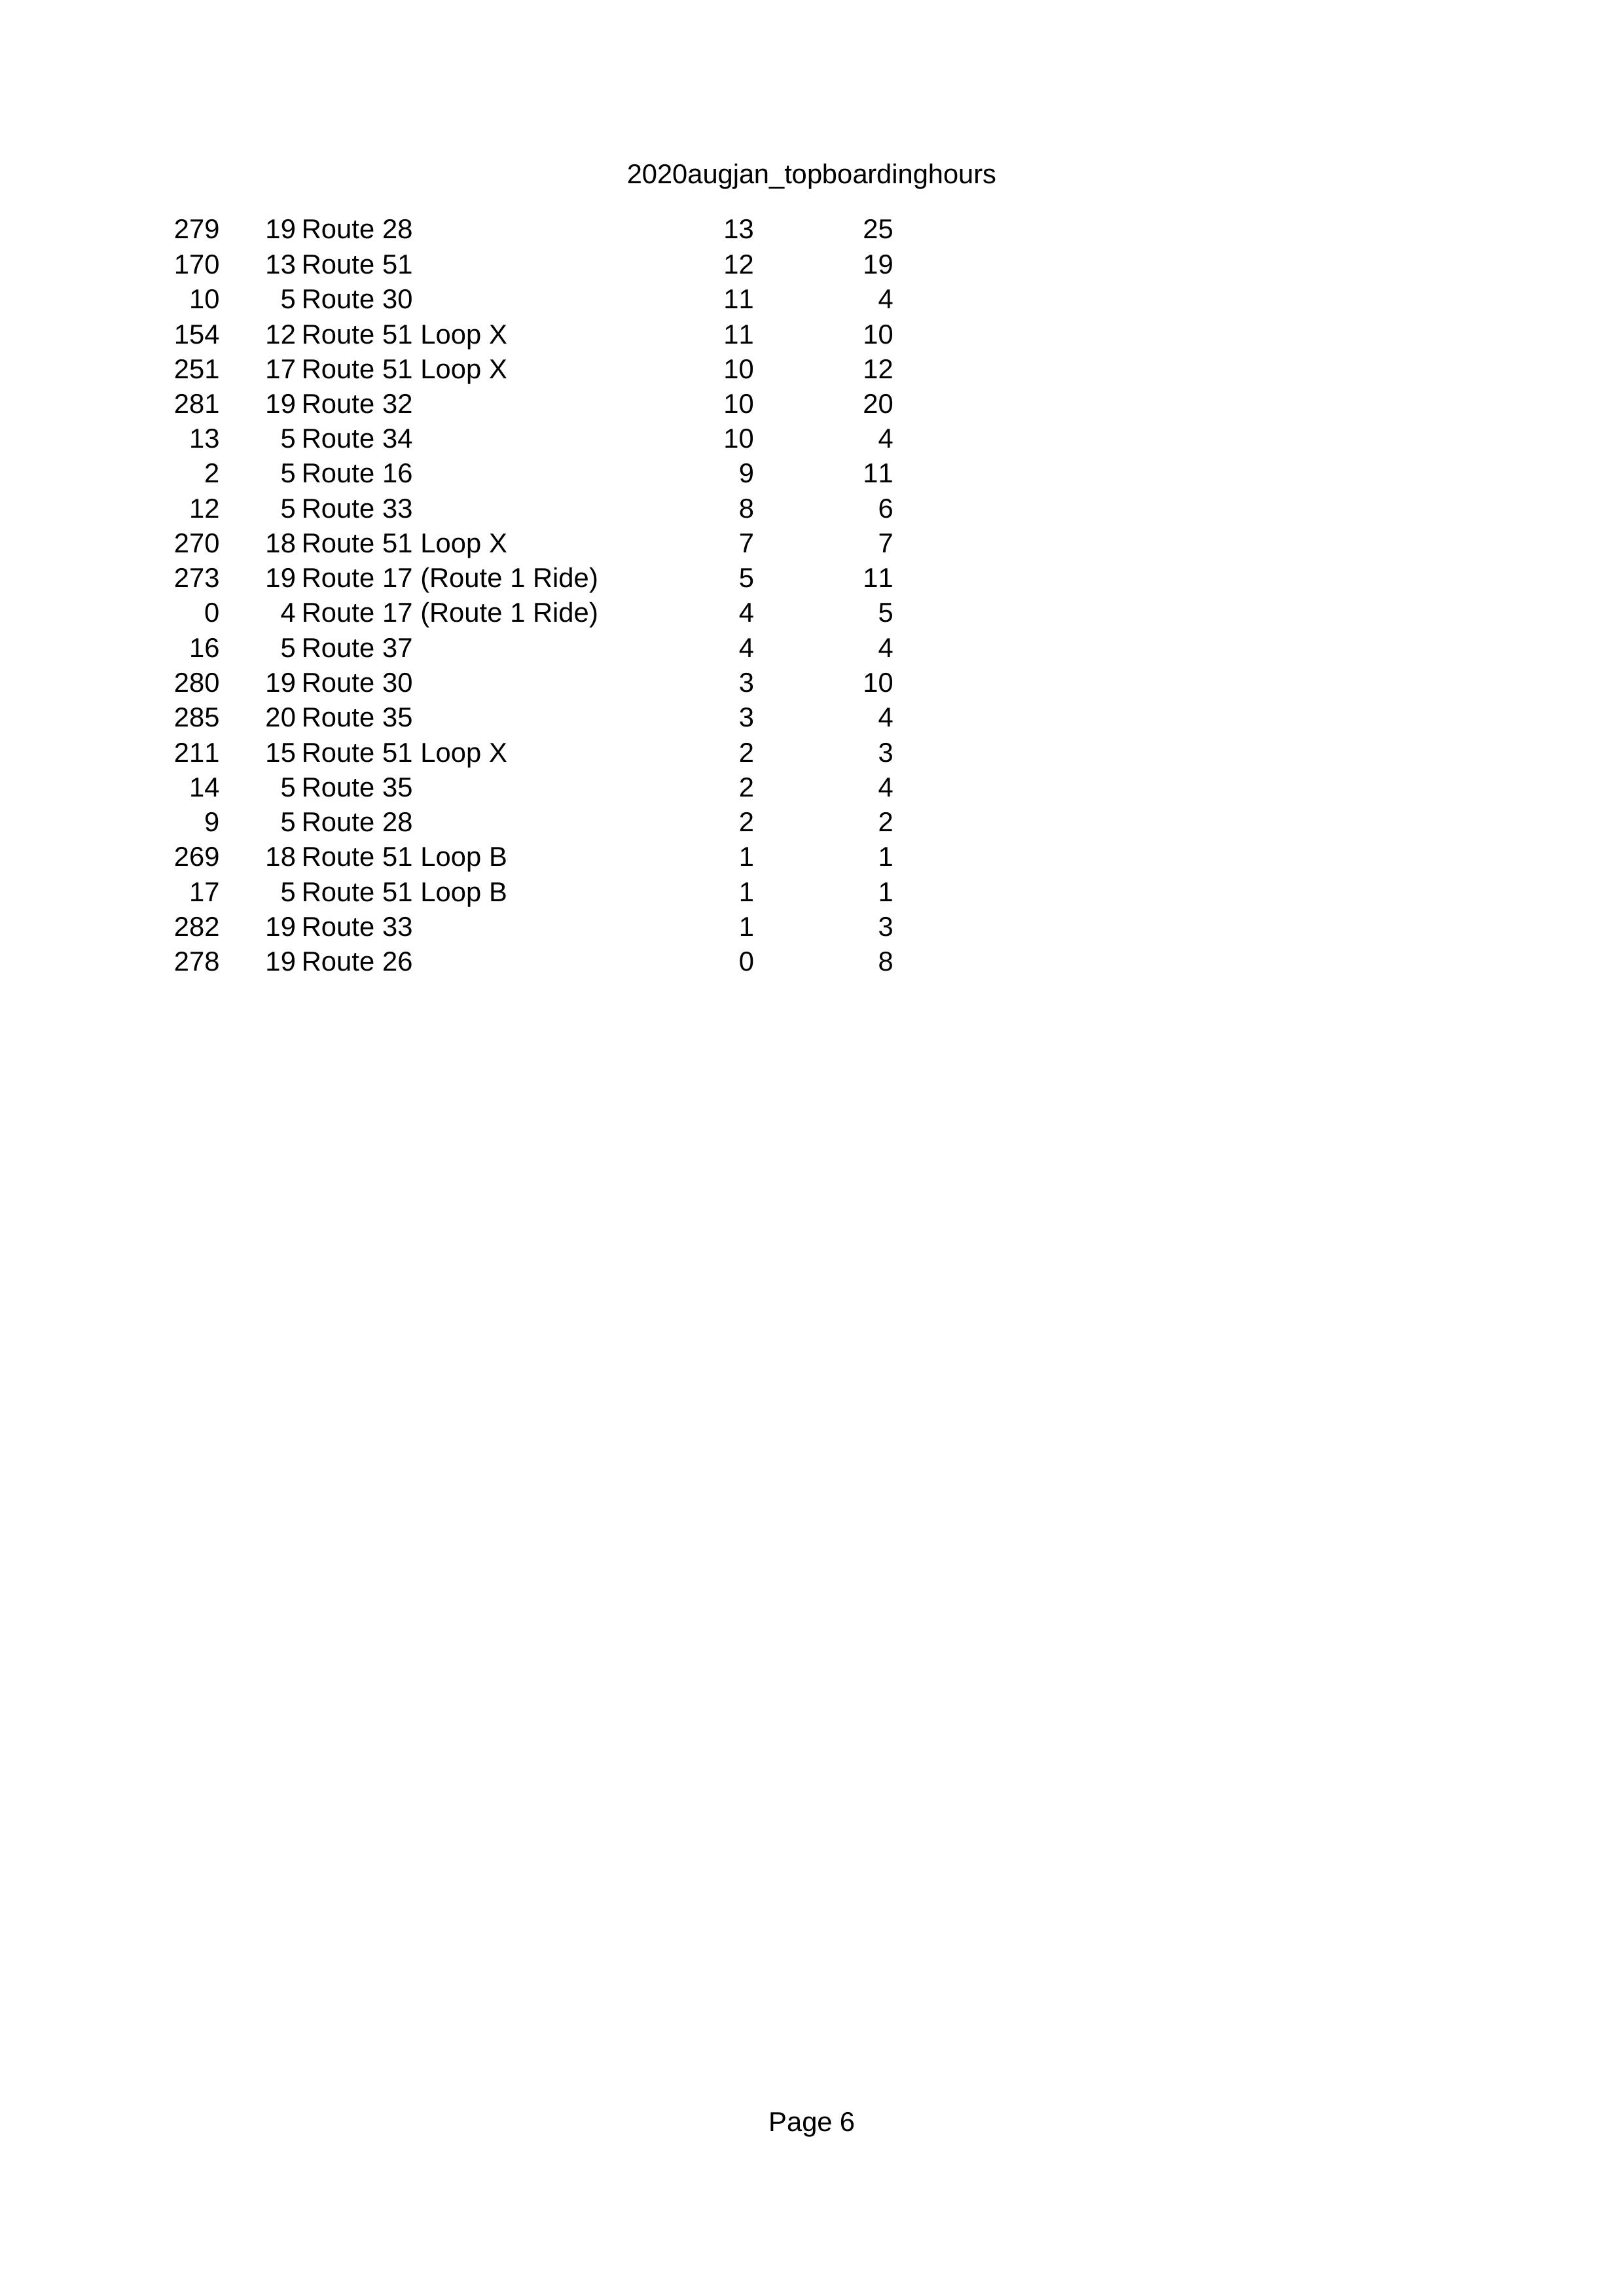 2020augjan_topboardinghours
279 19 Route 28 13 25
170 13 Route 51 12 19
10 5 Route 30 11 4
154 12 Route 51 Loop X 11 10
251 17 Route 51 Loop X 10 12
281 19 Route 32 10 20
13 5 Route 34 10 4
2 5 Route 16 9 11
12 5 Route 33 8 6
270 18 Route 51 Loop X 7 7
273 19 Route 17 (Route 1 Ride) 5 11
0 4 Route 17 (Route 1 Ride) 4 5
16 5 Route 37 4 4
280 19 Route 30 3 10
285 20 Route 35 3 4
211 15 Route 51 Loop X 2 3
14 5 Route 35 2 4
9 5 Route 28 2 2
269 18 Route 51 Loop B 1 1
17 5 Route 51 Loop B 1 1
282 19 Route 33 1 3
278 19 Route 26 0 8
Page 6